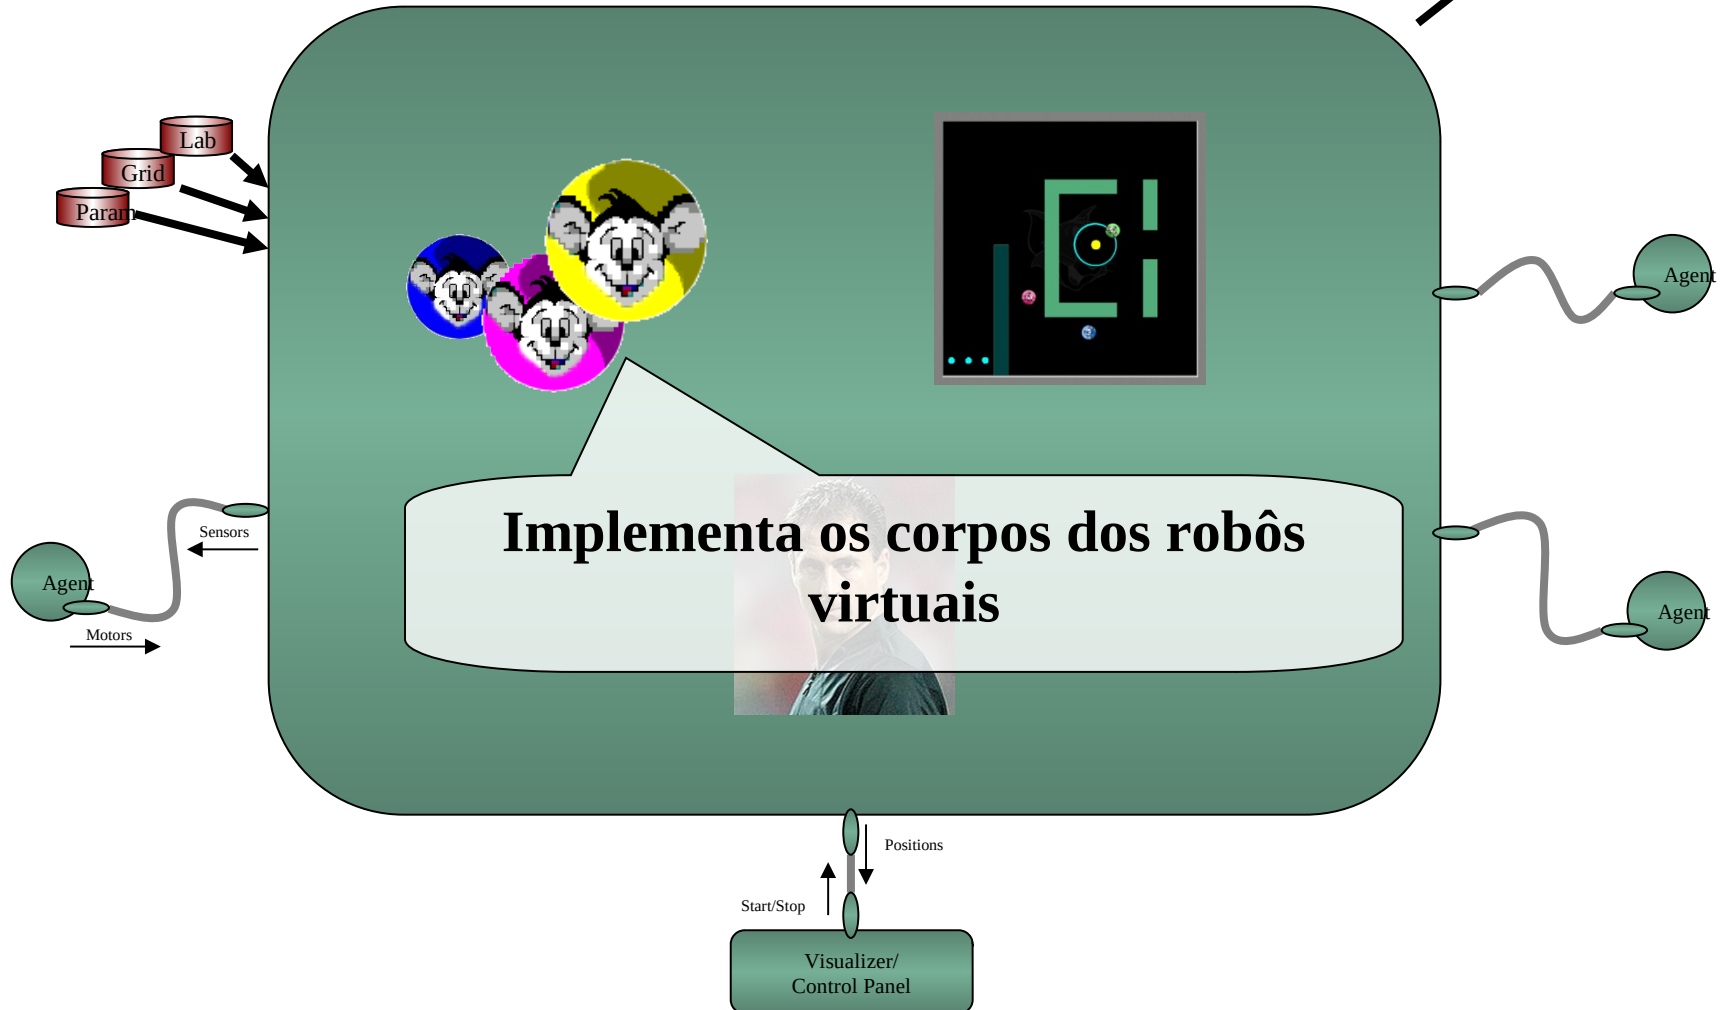 Lab
Grid
Param
Agent
Implementa os corpos dos robôs
virtuais
Sensors
Agent
Motors
Agent
Positions
Start/Stop
Visualizer/
Control Panel